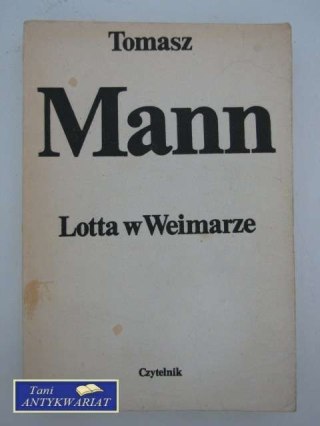 Tomasz
Mann
Lotta w Weimarze
Czytelnik
Tani
ANTYKWARIAT